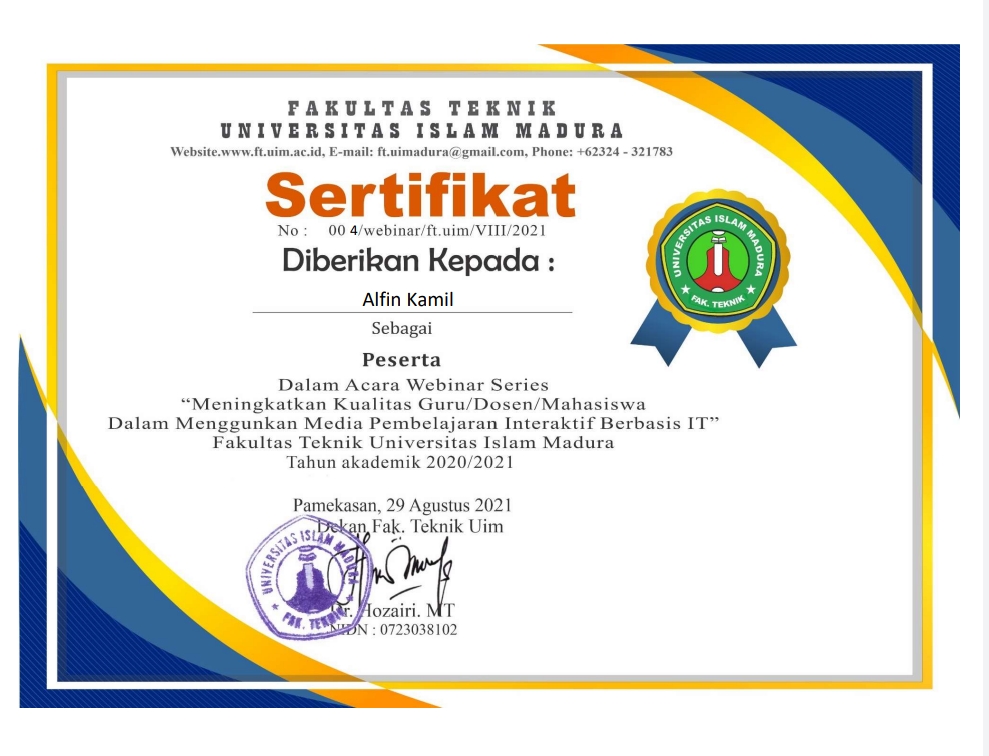 FAKULTAS TEKNIK
UNIVERSITAS ISLAM MADURA
Website.www.ft.uim.ac.id, E-mail: ft.uimadura@gmail.com, Phone: +62324 - 321783
Sertifikat
No : 00 4/webinar/ft.uim/VIII/2021
Diberikan Kepada :
Alfin Kamil
Sebagai
Peserta
Dalam Acara Webinar Series
“Meningkatkan Kualitas Guru/Dosen/Mahasiswa
Dalam Menggunkan Media Pembelajaran Interaktif Berbasis IT”
Fakultas Teknik Universitas Islam Madura
Tahun akademik 2020/2021
Pamekasan, 29 Agustus 2021
Dekan Fak. Teknik Uim
Dr. Hozairi. MT
NIDN : 0723038102
UNIVERSITAS ISLAM MADURA
FAK. TEKNIK
UNIVERSITAS ISLAM MADURA
FAK. TEKNIK